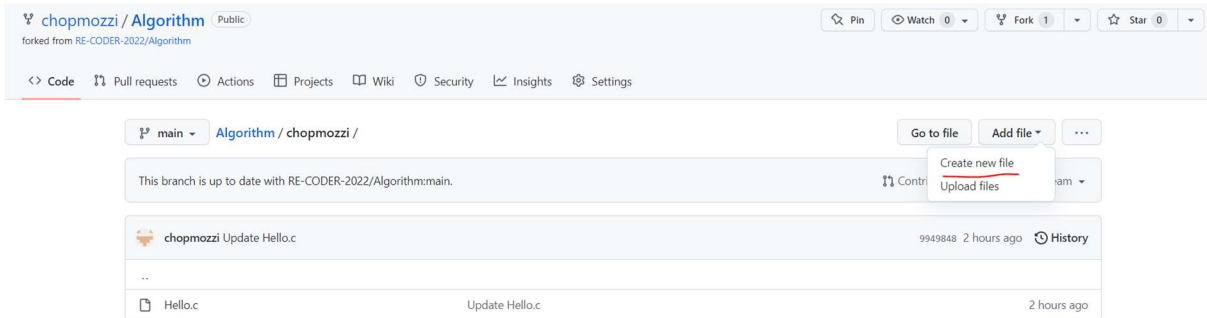 chopmozzi / Algorithm Public
Pin Watch 0 Fork 1 Star 0
forked from RE-CODER-2022/Algorithm
Code Pull requests Actions Projects Wiki Security Insights Settings
main Algorithm / chopmozzi / Go to file Add file ...
Create new file
This branch is up to date with RE-CODER-2022/Algorithm:main.
Upload files
chopmozzi Update Hello.c 9949848 2 hours ago History
..
Hello.c Update Hello.c 2 hours ago